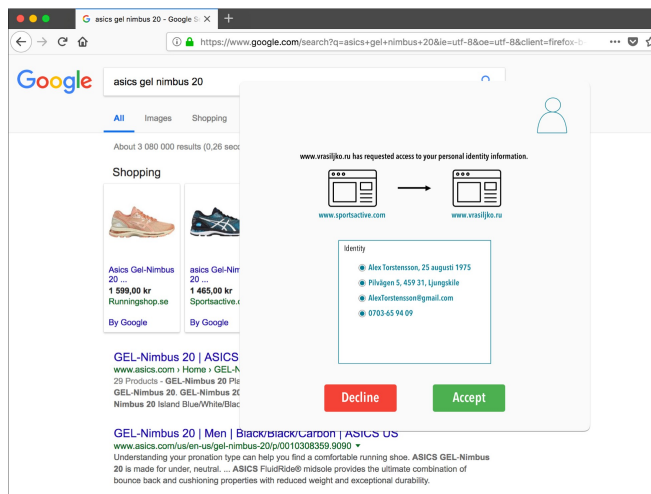 asics gel nimbus 20 - Google S
https://www.google.com/search?q=asics+gel+nimbus+20&ie=utf-8&oe=utf-8&client=firefox-b
Google
asics gel nimbus 20
All Images Shopping
About 3 080 000 results (0,26 seco
Shopping
Asics Gel-Nimbus
20 ...
1 599,00 kr
Runningshop.se
By Google
asics Gel-Nim
20 ...
1 465,00 kr
Sportsactive.c
By Google
www.vrasiljko.ru has requested access to your personal identity information.
www.sportsactive.com
www.vrasiljko.ru
Identity
Alex Torstensson, 25 augusti 1975
Pilvägen 5, 459 31, Ljungskile
AlexTorstensson@gmail.com
0703-65 94 09
Decline
Accept
GEL-Nimbus 20 | ASICS
www.asics.com › Home › GEL-N
29 Products - GEL-Nimbus 20 Pla
GEL-Nimbus 20. GEL-Nimbus 20
Nimbus 20 Island Blue/White/Blac
GEL-Nimbus 20 | Men | Black/Black/Carbon | ASICS US
www.asics.com/us/en-us/gel-nimbus-20/p/0010308359.9090
Understanding your pronation type can help you find a comfortable running shoe. ASICS GEL-Nimbus
20 is made for under, neutral. ... ASICS FluidRide® midsole provides the ultimate combination of
bounce back and cushioning properties with reduced weight and exceptional durability.